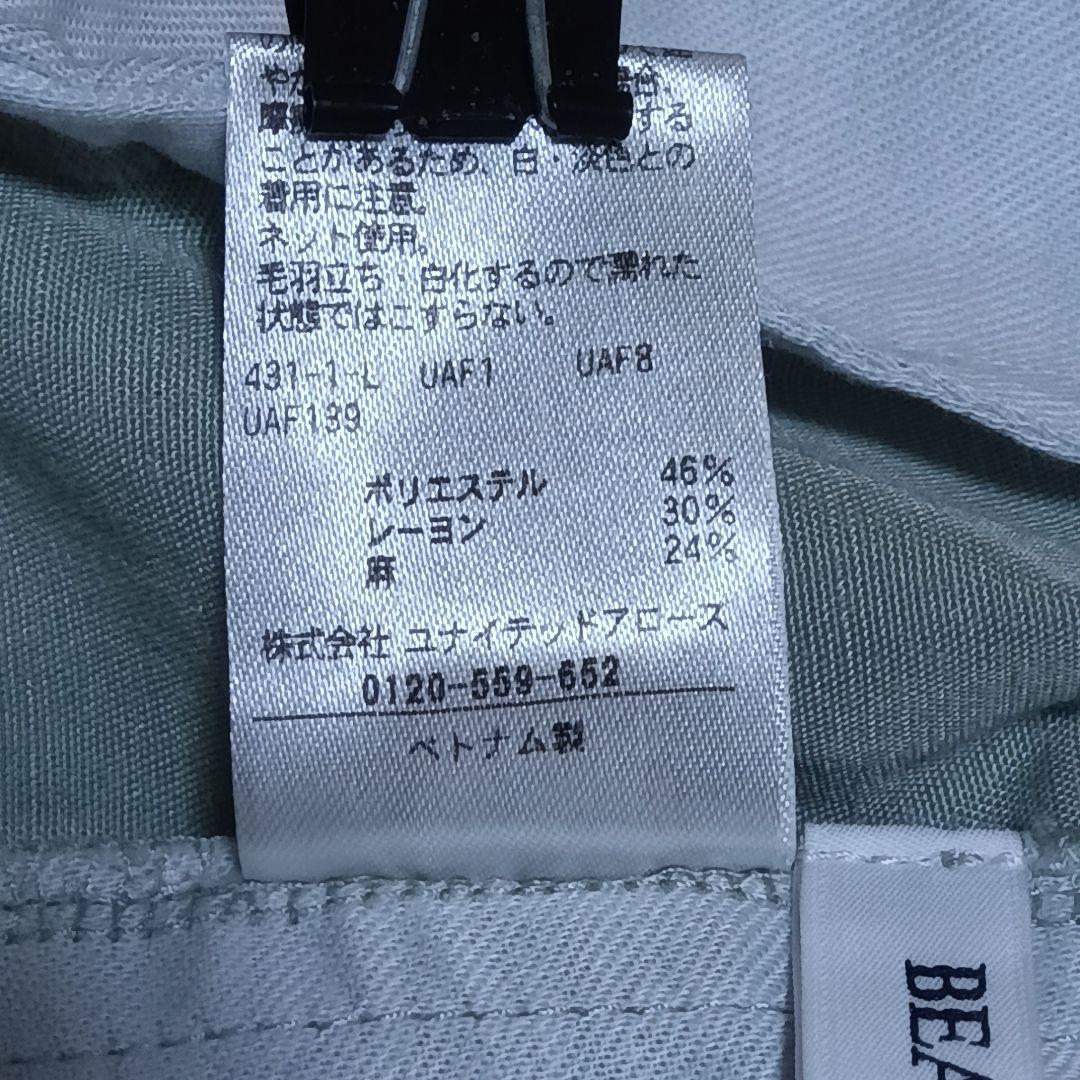 ことがあるため、白・淡色との
着用に注意。
ネット使用。
毛羽立ち・白化するので濡れた
状態ではこすらない。
431-1-L UAF1 UAF8
UAF139
ポリエステル 46%
レーヨン 30%
麻 24%
株式会社 ユナイテッドアローズ
0120-559-652
ベトナム製
BEA